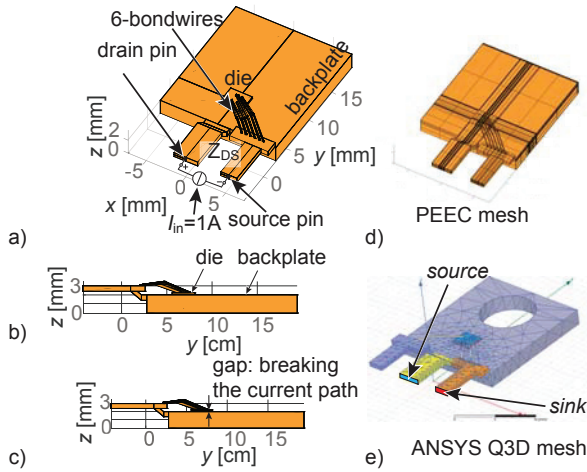 6-bondwires
drain pin
die
backplate
z [mm]
2
0
Z_DS
15
10
5
0
y [mm]
-5
0
5
x [mm]
I_in=1A
source pin
a)
PEEC mesh
d)
die
backplate
z [mm]
3
0
0
5
10
15
y [cm]
b)
gap: breaking
the current path
z [mm]
3
0
0
5
10
15
y [cm]
c)
source
sink
ANSYS Q3D mesh
e)